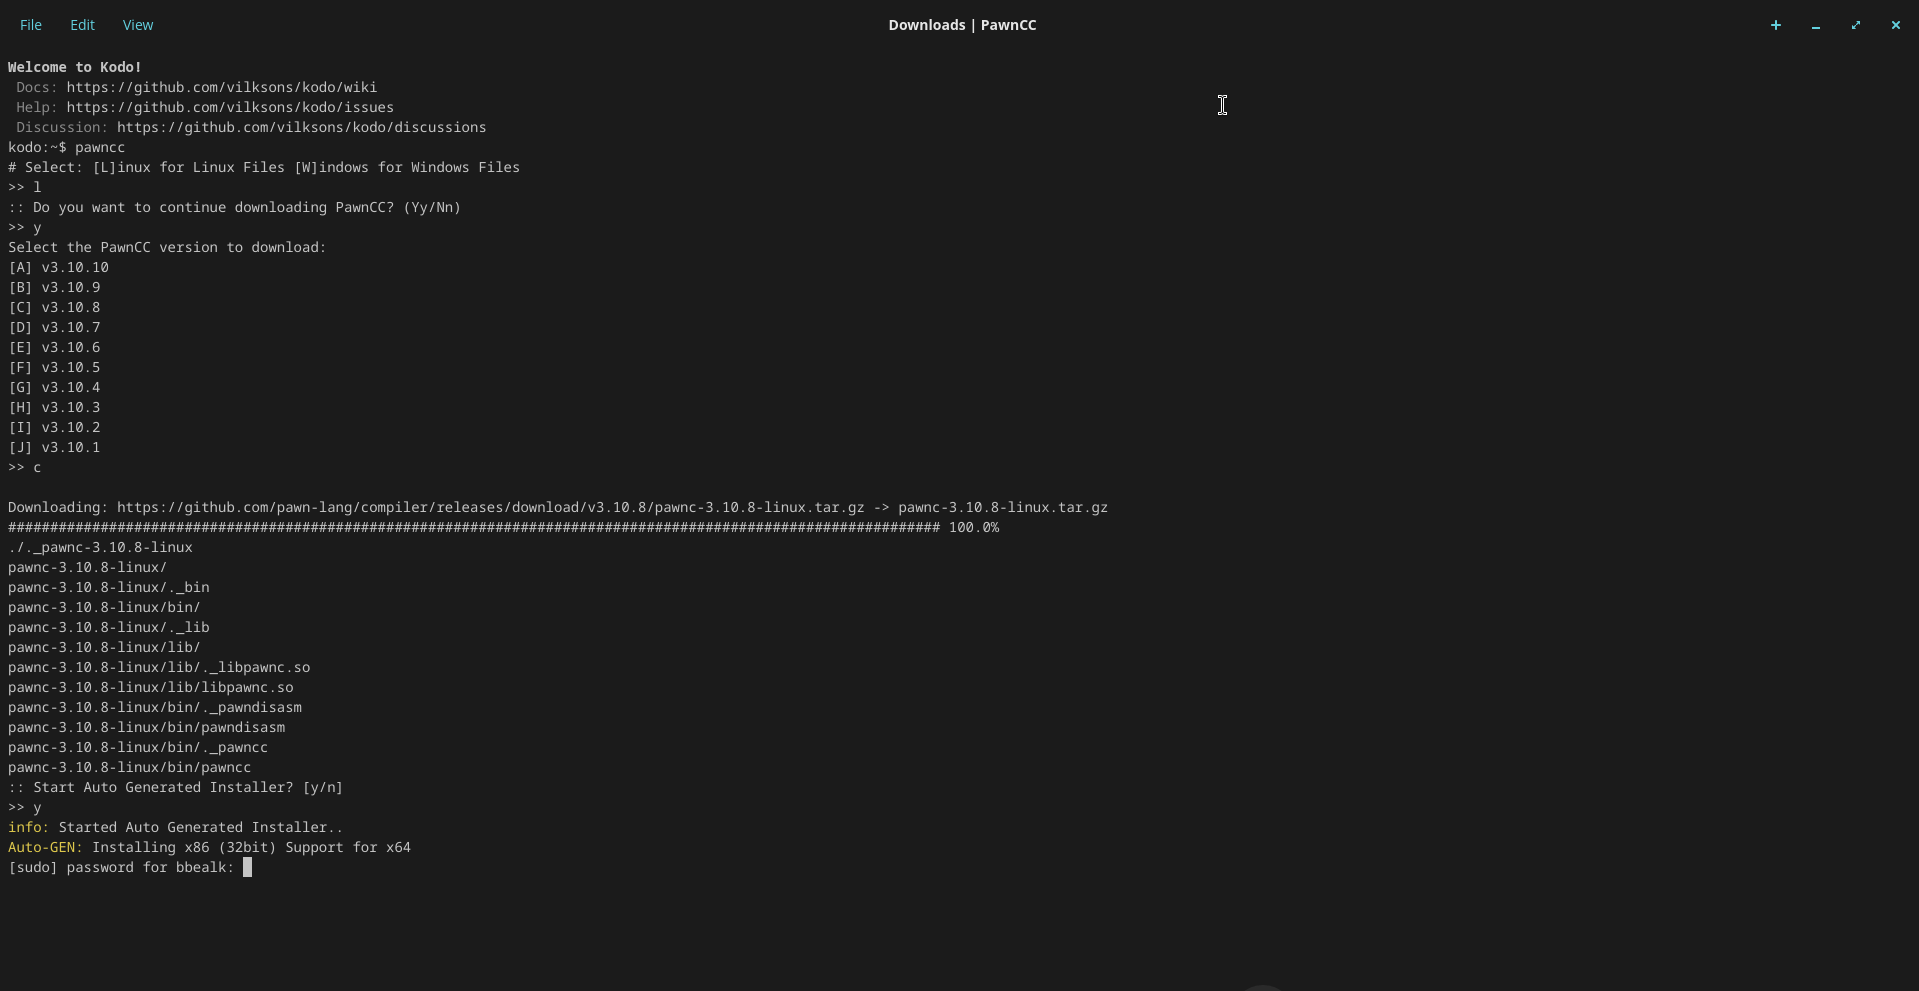 File Edit View Downloads | PawnCC
Welcome to Kodo!
Docs: https://github.com/vilksons/kodo/wiki
Help: https://github.com/vilksons/kodo/issues
Discussion: https://github.com/vilksons/kodo/discussions
kodo:~$ pawncc
# Select: [L]inux for Linux Files [W]indows for Windows Files
>> l
:: Do you want to continue downloading PawnCC? (Yy/Nn)
>> y
Select the PawnCC version to download:
[A] v3.10.10
[B] v3.10.9
[C] v3.10.8
[D] v3.10.7
[E] v3.10.6
[F] v3.10.5
[G] v3.10.4
[H] v3.10.3
[I] v3.10.2
[J] v3.10.1
>> c
Downloading: https://github.com/pawn-lang/compiler/releases/download/v3.10.8/pawnc-3.10.8-linux.tar.gz -> pawnc-3.10.8-linux.tar.gz
############################################################################################################### 100.0%
./._pawnc-3.10.8-linux
pawnc-3.10.8-linux/
pawnc-3.10.8-linux/._bin
pawnc-3.10.8-linux/bin/
pawnc-3.10.8-linux/._lib
pawnc-3.10.8-linux/lib/
pawnc-3.10.8-linux/lib/._libpawnc.so
pawnc-3.10.8-linux/lib/libpawnc.so
pawnc-3.10.8-linux/bin/._pawndisasm
pawnc-3.10.8-linux/bin/pawndisasm
pawnc-3.10.8-linux/bin/._pawncc
pawnc-3.10.8-linux/bin/pawncc
:: Start Auto Generated Installer? [y/n]
>> y
info: Started Auto Generated Installer..
Auto-GEN: Installing x86 (32bit) Support for x64
[sudo] password for bbealk: